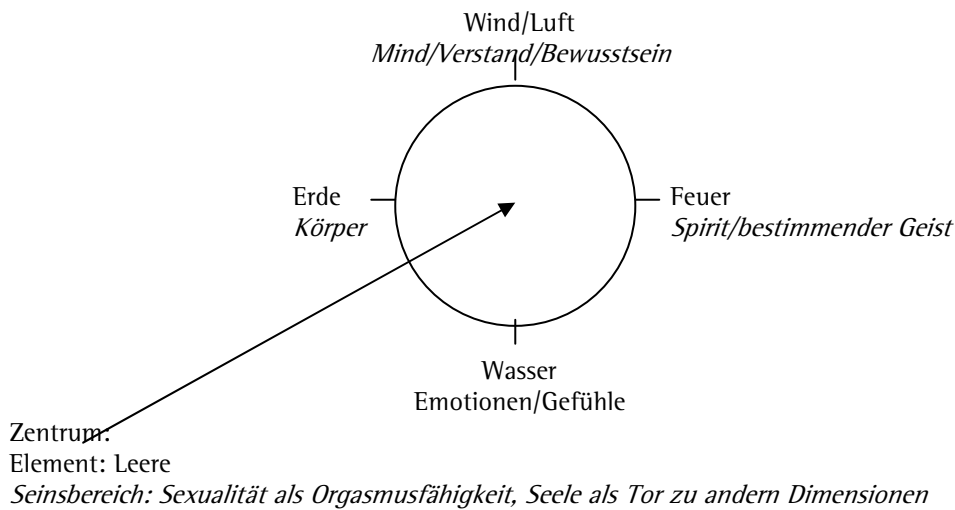 Wind/Luft
Mind/Verstand/Bewusstsein
Erde
Körper
Feuer
Spirit/bestimmender Geist
Wasser
Emotionen/Gefühle
Zentrum:
Element: Leere
Seinsbereich: Sexualität als Orgasmusfähigkeit, Seele als Tor zu andern Dimensionen